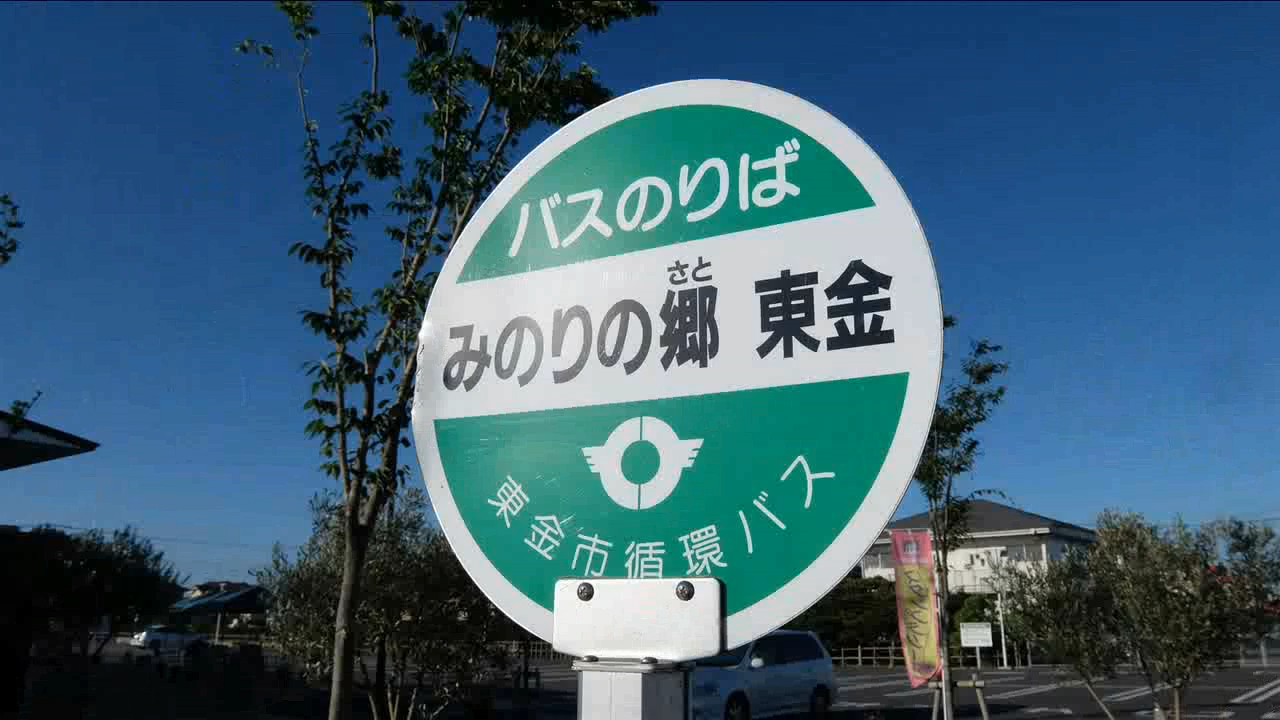 バスのりば
さと
みのりの郷 東金
東金市循環バス